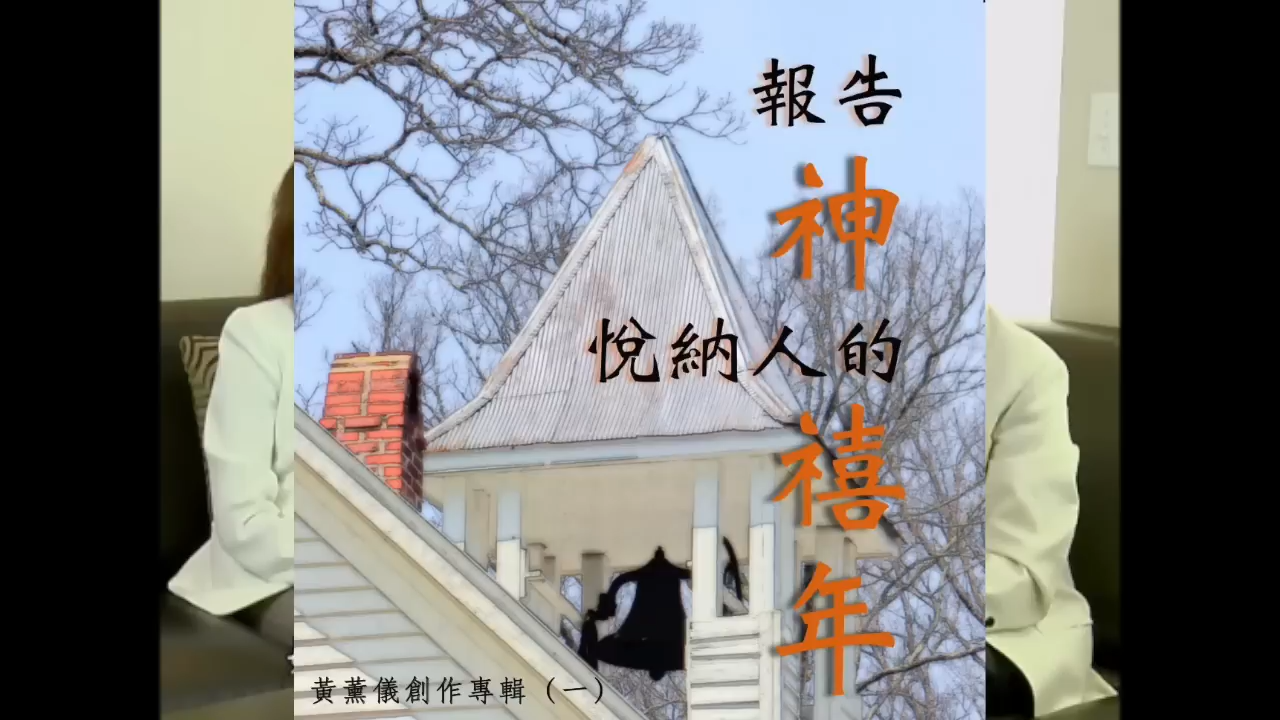 報告
神
悅納人的
禧
年
黃薰儀創作專輯（一）